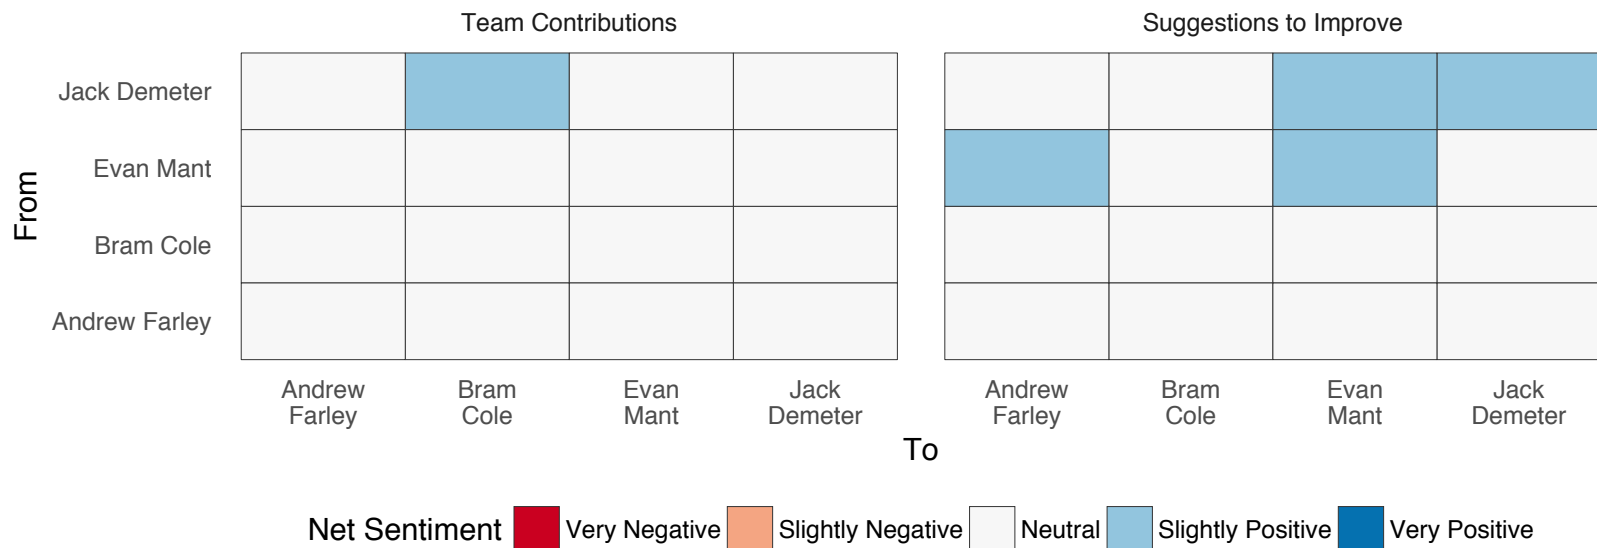 Team Contributions
Suggestions to Improve
From
Jack Demeter
Evan Mant
Bram Cole
Andrew Farley
Andrew
Farley
Bram
Cole
Evan
Mant
Jack
Demeter
Andrew
Farley
Bram
Cole
Evan
Mant
Jack
Demeter
To
Net Sentiment Very Negative Slightly Negative Neutral Slightly Positive Very Positive